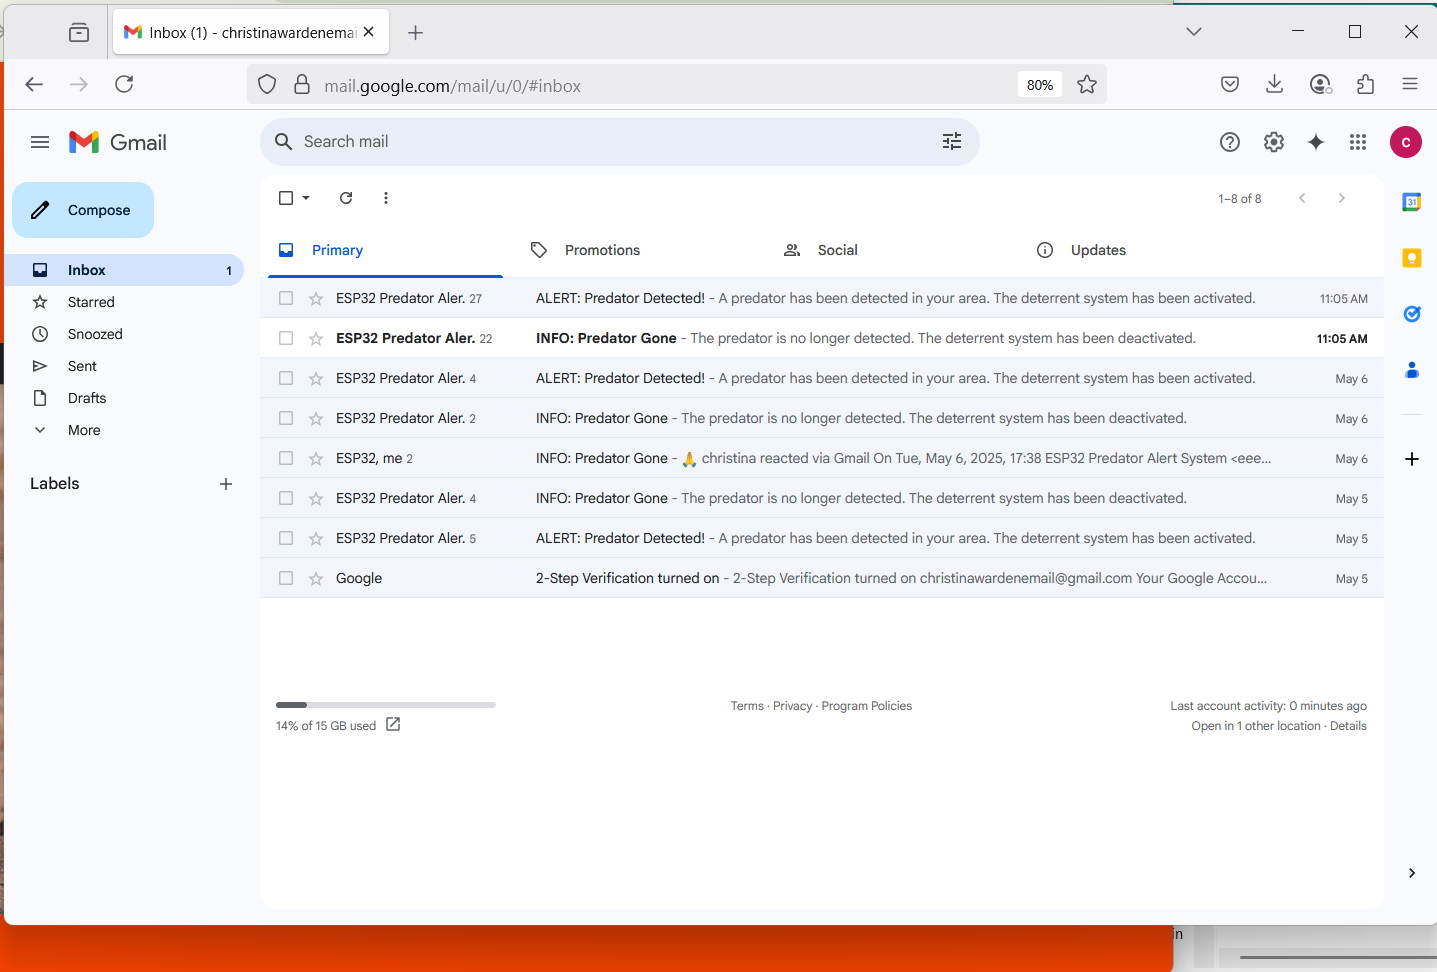 Inbox (1) - christinawardenemai
mail.google.com/mail/u/0/#inbox
80%
Gmail
Search mail
C
Compose
1–8 of 8
31
Primary
Promotions
Social
Updates
Inbox 1
Starred
Snoozed
Sent
Drafts
More
Labels
ESP32 Predator Aler. 27 ALERT: Predator Detected! - A predator has been detected in your area. The deterrent system has been activated. 11:05 AM
ESP32 Predator Aler. 22 INFO: Predator Gone - The predator is no longer detected. The deterrent system has been deactivated. 11:05 AM
ESP32 Predator Aler. 4 ALERT: Predator Detected! - A predator has been detected in your area. The deterrent system has been activated. May 6
ESP32 Predator Aler. 2 INFO: Predator Gone - The predator is no longer detected. The deterrent system has been deactivated. May 6
ESP32, me 2 INFO: Predator Gone - 🙏 christina reacted via Gmail On Tue, May 6, 2025, 17:38 ESP32 Predator Alert System <eee... May 6
ESP32 Predator Aler. 4 INFO: Predator Gone - The predator is no longer detected. The deterrent system has been deactivated. May 5
ESP32 Predator Aler. 5 ALERT: Predator Detected! - A predator has been detected in your area. The deterrent system has been activated. May 5
Google 2-Step Verification turned on - 2-Step Verification turned on christinawardenemail@gmail.com Your Google Accou... May 5
14% of 15 GB used
Terms · Privacy · Program Policies
Last account activity: 0 minutes ago
Open in 1 other location · Details
in